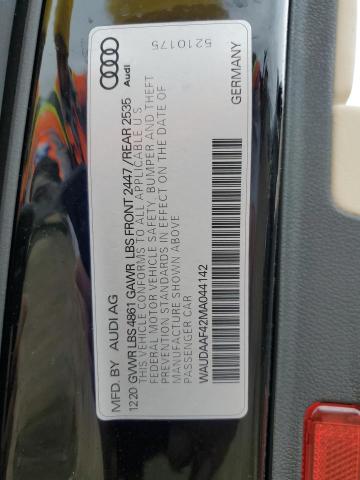 MFD. BY AUDI AG
1220 GVWR LBS 4861 GAWR LBS FRONT 2447 / REAR 2535
THIS VEHICLE CONFORMS TO ALL APPLICABLE U S
FEDERAL MOTOR VEHICLE SAFETY, BUMPER AND THEFT
PREVENTION STANDARDS IN EFFECT ON THE DATE OF
MANUFACTURE SHOWN ABOVE
PASSENGER CAR
WAUDAAF42MA044142
GERMANY
Audi
5210175